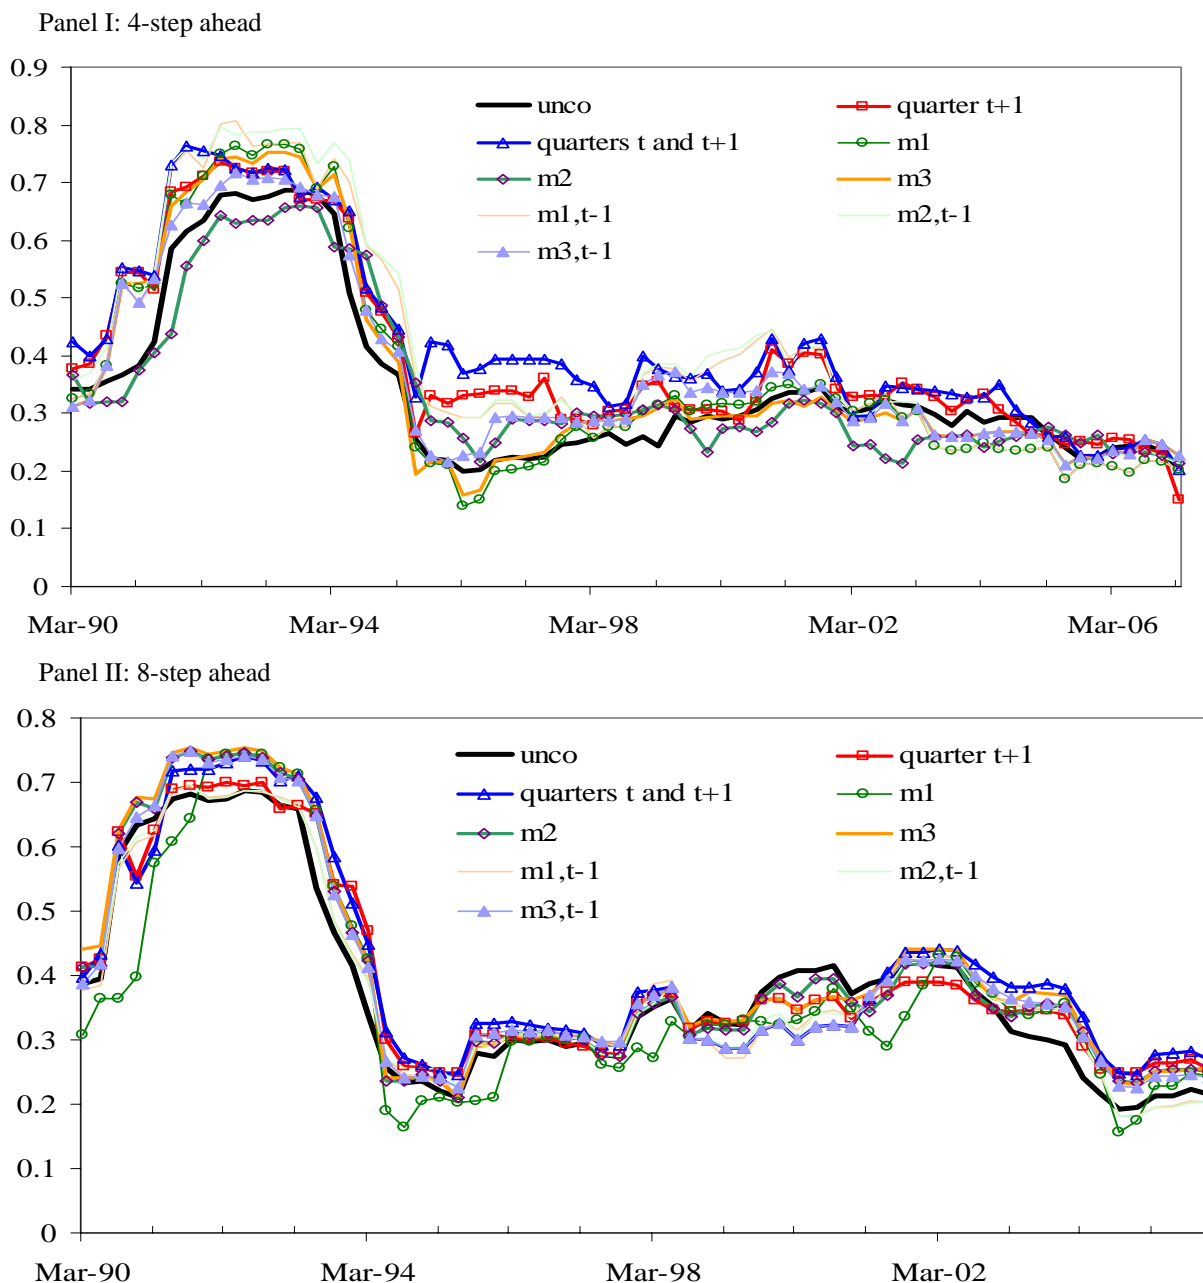 Panel I: 4-step ahead
0.9
0.8
0.7
0.6
0.5
0.4
0.3
0.2
0.1
0
unco
quarter t+1
quarters t and t+1
m1
m2
m3
m1,t-1
m2,t-1
m3,t-1
Mar-90
Mar-94
Mar-98
Mar-02
Mar-06
Panel II: 8-step ahead
0.8
0.7
0.6
0.5
0.4
0.3
0.2
0.1
0
unco
quarter t+1
quarters t and t+1
m1
m2
m3
m1,t-1
m2,t-1
m3,t-1
Mar-90
Mar-94
Mar-98
Mar-02